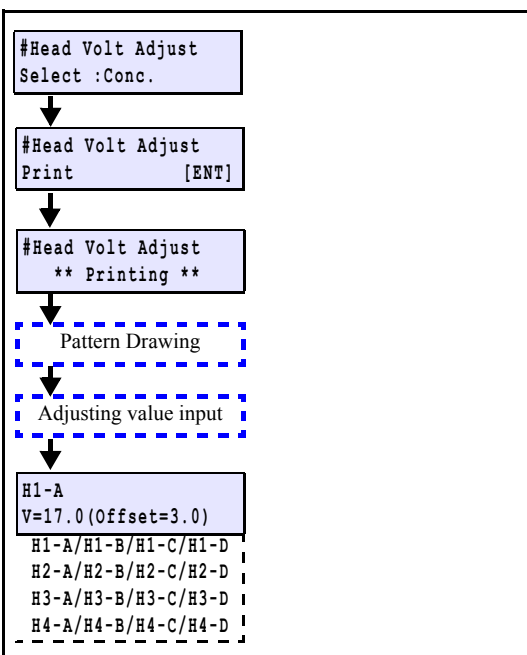 #Head Volt Adjust
Select :Conc.
#Head Volt Adjust
Print [ENT]
#Head Volt Adjust
** Printing **
Pattern Drawing
Adjusting value input
H1-A
V=17.0(Offset=3.0)
H1-A/H1-B/H1-C/H1-D
H2-A/H2-B/H2-C/H2-D
H3-A/H3-B/H3-C/H3-D
H4-A/H4-B/H4-C/H4-D